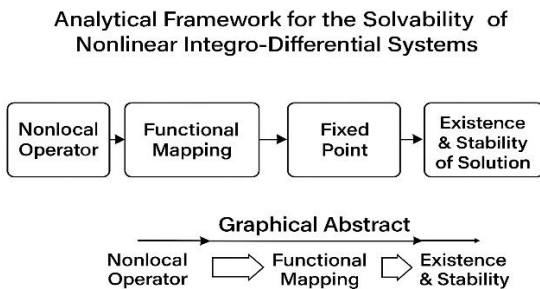 Analytical Framework for the Solvability of
Nonlinear Integro-Differential Systems
Nonlocal
Operator
Functional
Mapping
Fixed
Point
Existence
& Stability
of Solution
Graphical Abstract
Nonlocal
Operator
Functional
Mapping
Existence
& Stability